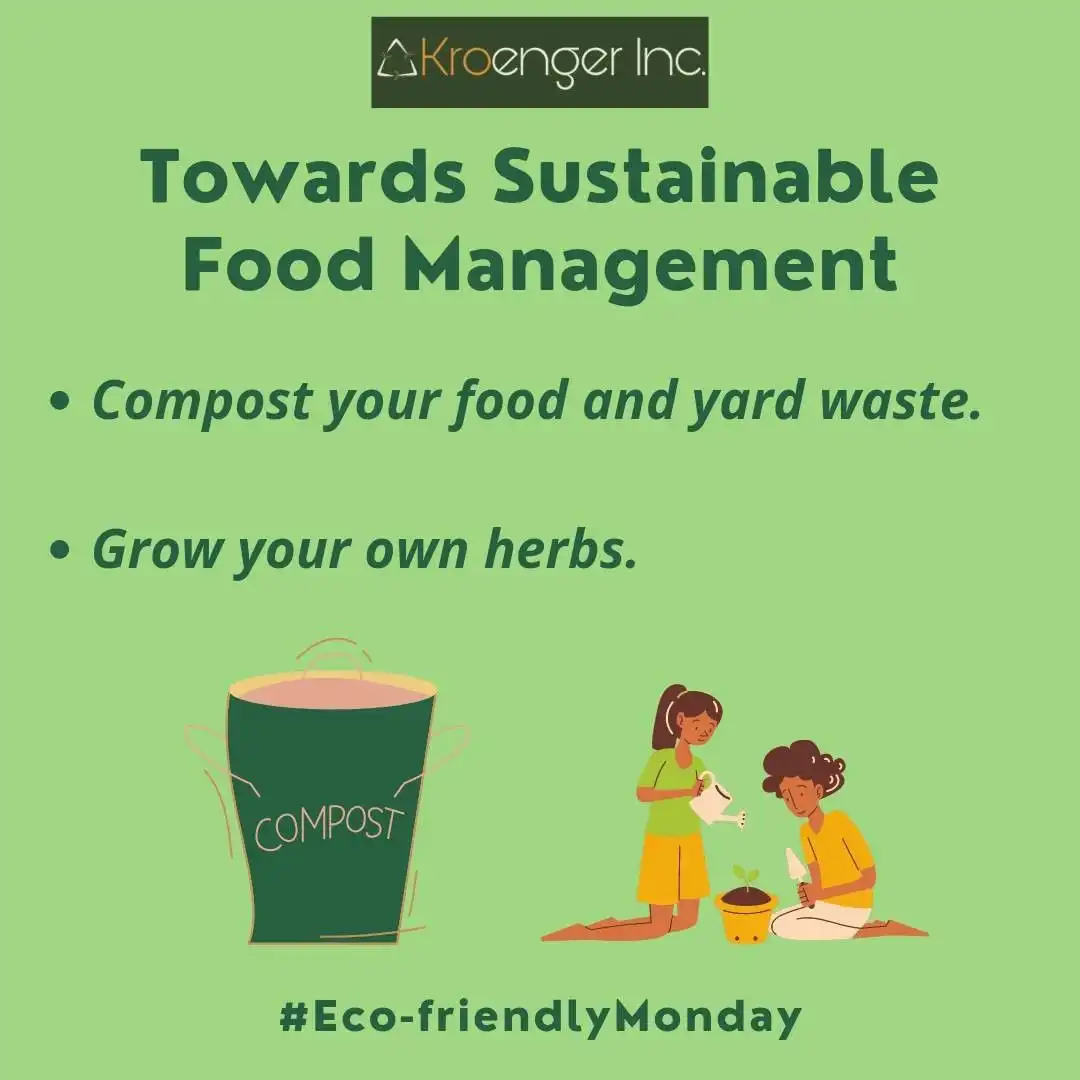 Kroenger Inc.
Towards Sustainable
Food Management
• Compost your food and yard waste.
• Grow your own herbs.
COMPOST
#Eco-friendlyMonday